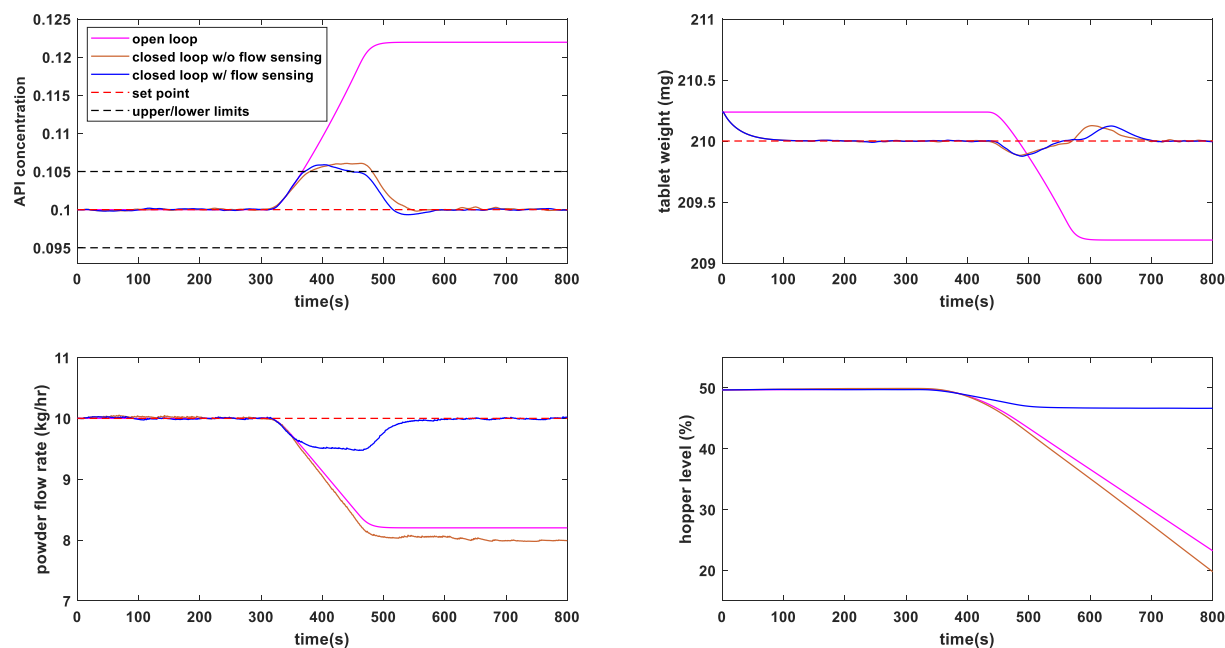 0.125
0.12
0.115
0.11
0.105
0.1
0.095
API concentration
open loop
closed loop w/o flow sensing
closed loop w/ flow sensing
set point
upper/lower limits
0 100 200 300 400 500 600 700 800
time(s)
211
210.5
210
209.5
209
tablet weight (mg)
0 100 200 300 400 500 600 700 800
time(s)
11
10
9
8
7
powder flow rate (kg/hr)
0 100 200 300 400 500 600 700 800
time(s)
50
40
30
20
hopper level (%)
0 100 200 300 400 500 600 700 800
time(s)